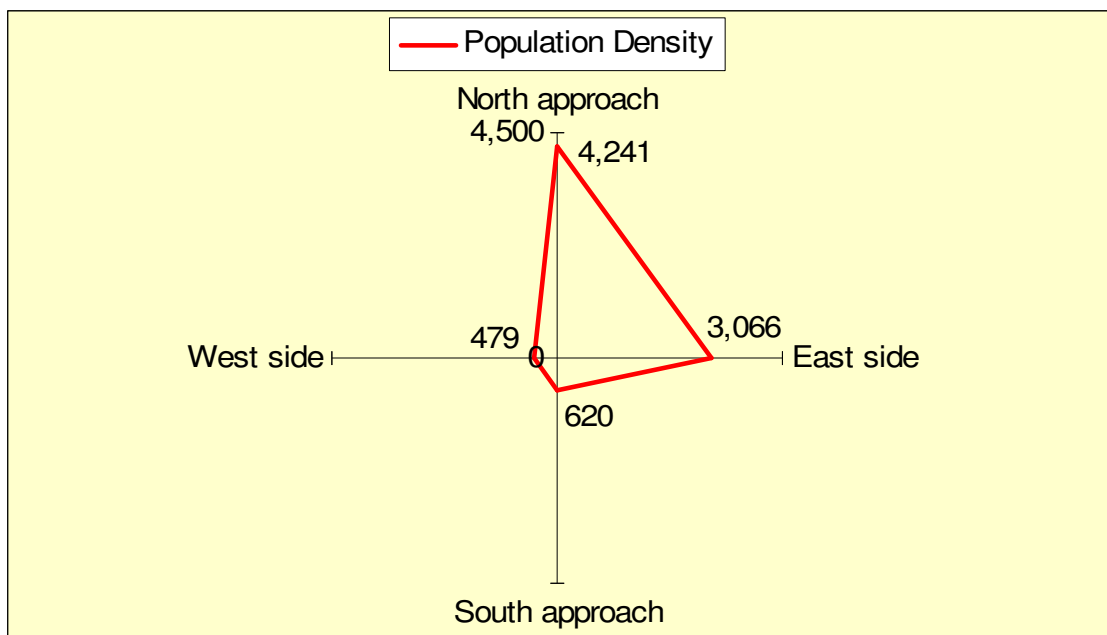 Population Density
North approach
4,500
4,241
3,066
479
0
West side
East side
620
South approach